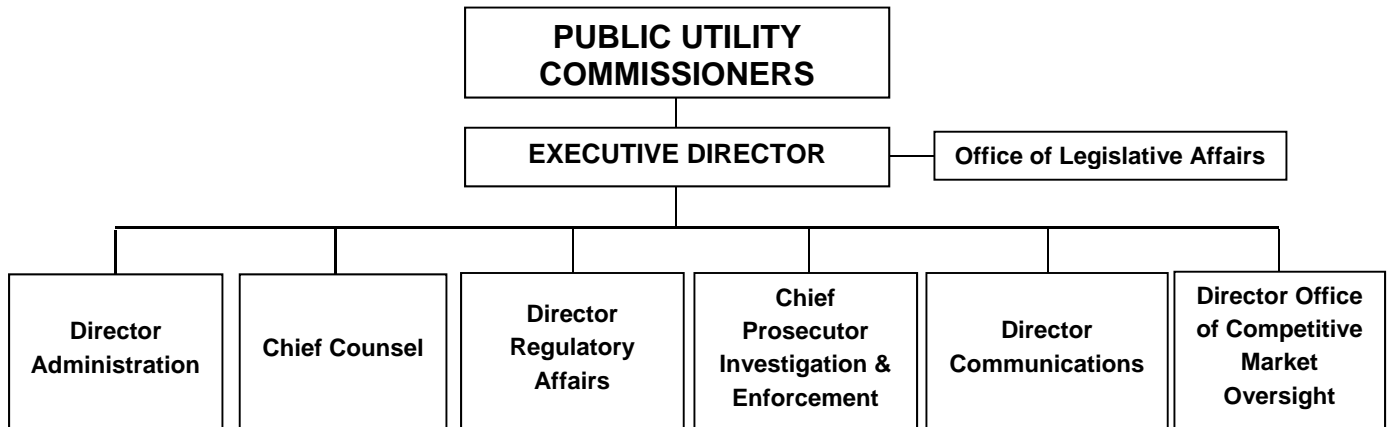 PUBLIC UTILITY
COMMISSIONERS
EXECUTIVE DIRECTOR
Office of Legislative Affairs
Director
Administration
Chief Counsel
Director
Regulatory
Affairs
Chief
Prosecutor
Investigation &
Enforcement
Director
Communications
Director Office
of Competitive
Market
Oversight